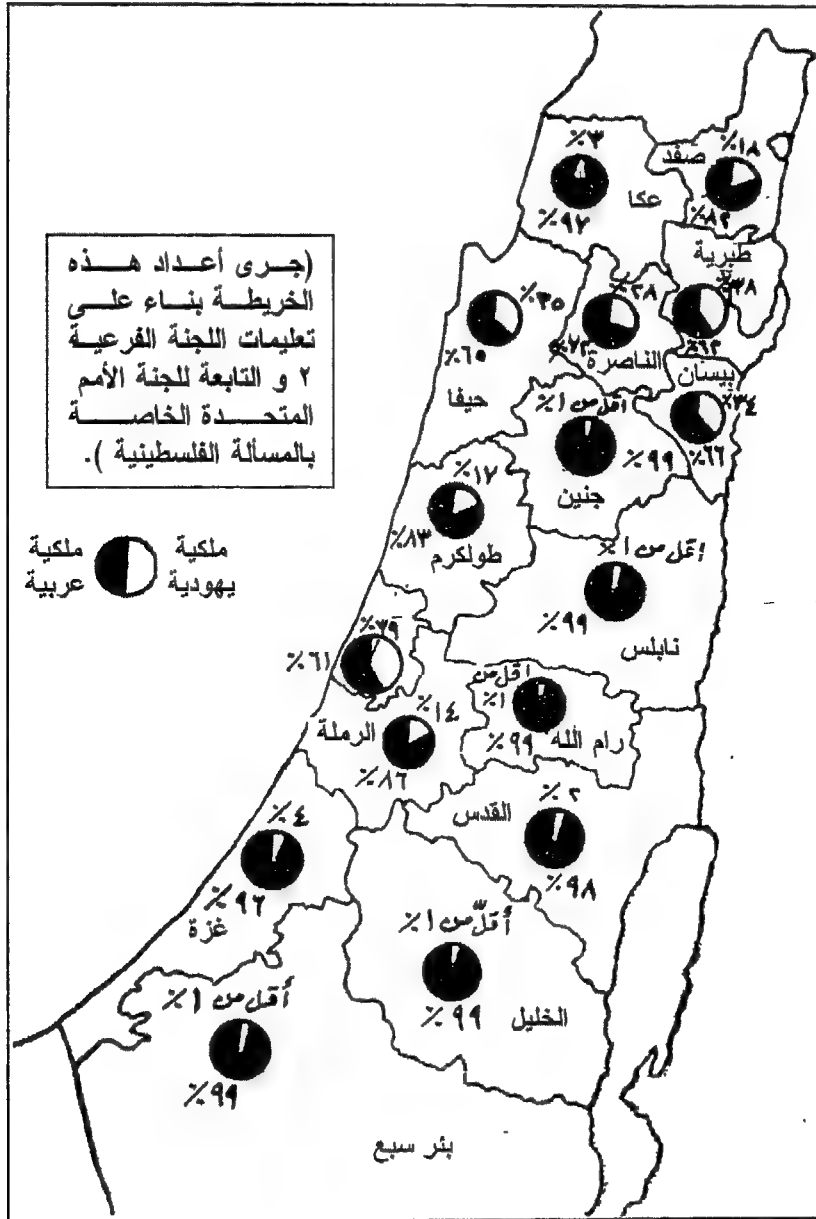 ٪٣
عكا
٪٩٧
٪١٨
صفد
٪٨٢
طبرية
٪٣٨
(جرى أعداد هذه
الخريطة بناء على
تعليمات اللجنة الفرعية
٢ و التابعة للجنة الأمم
المتحدة الخاصة
بالمسألة الفلسطينية ).
٪٣٥
٪٦٥
حيفا
٪٢٨
٪٧٢
الناصرة
بيسان
٪٣٤
٪٦٦
اقل من ١٪
٪٩٩
جنين
٪١٧
٪٨٣
طولكرم
ملكية يهودية
ملكية عربية
إقل من ١٪
٪٩٩
نابلس
٪٣٩
٪٦١
٪١٤
الرملة
٪٨٦
اقل من
٪١
رام الله
٪٩٩
القدس
٪٢
٪٩٨
٪٤
٪٩٦
غزة
أقلّ من ١٪
الخليل
٪٩٩
أقل من ١٪
٪٩٩
بئر سبع